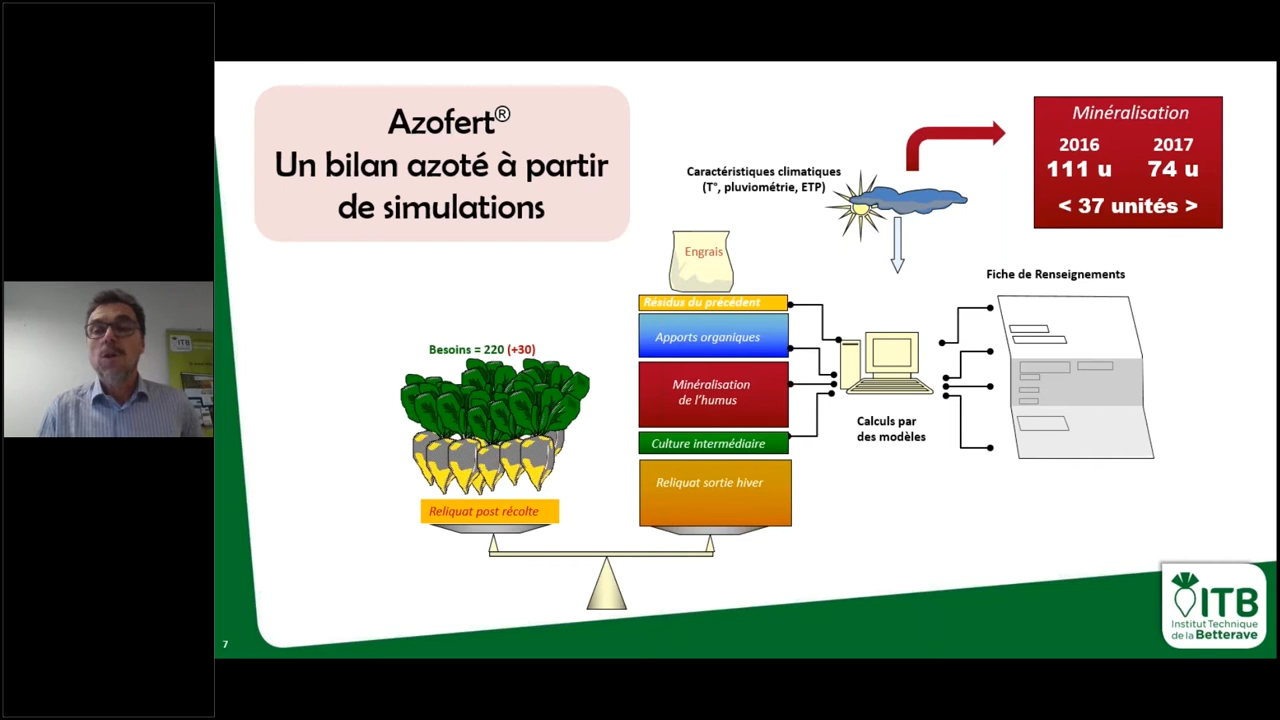 Azofert®
Un bilan azoté à partir
de simulations
Minéralisation
2016 2017
111 u 74 u
< 37 unités >
Caractéristiques climatiques
(T°, pluviométrie, ETP)
Engrais
Fiche de Renseignements
Résidus du précédent
Apports organiques
Besoins = 220 (+30)
Minéralisation
de l'humus
Calculs par
des modèles
Culture intermédiaire
Reliquat sortie hiver
Reliquat post récolte
ITB
Institut Technique
de la Betterave
7
ITB